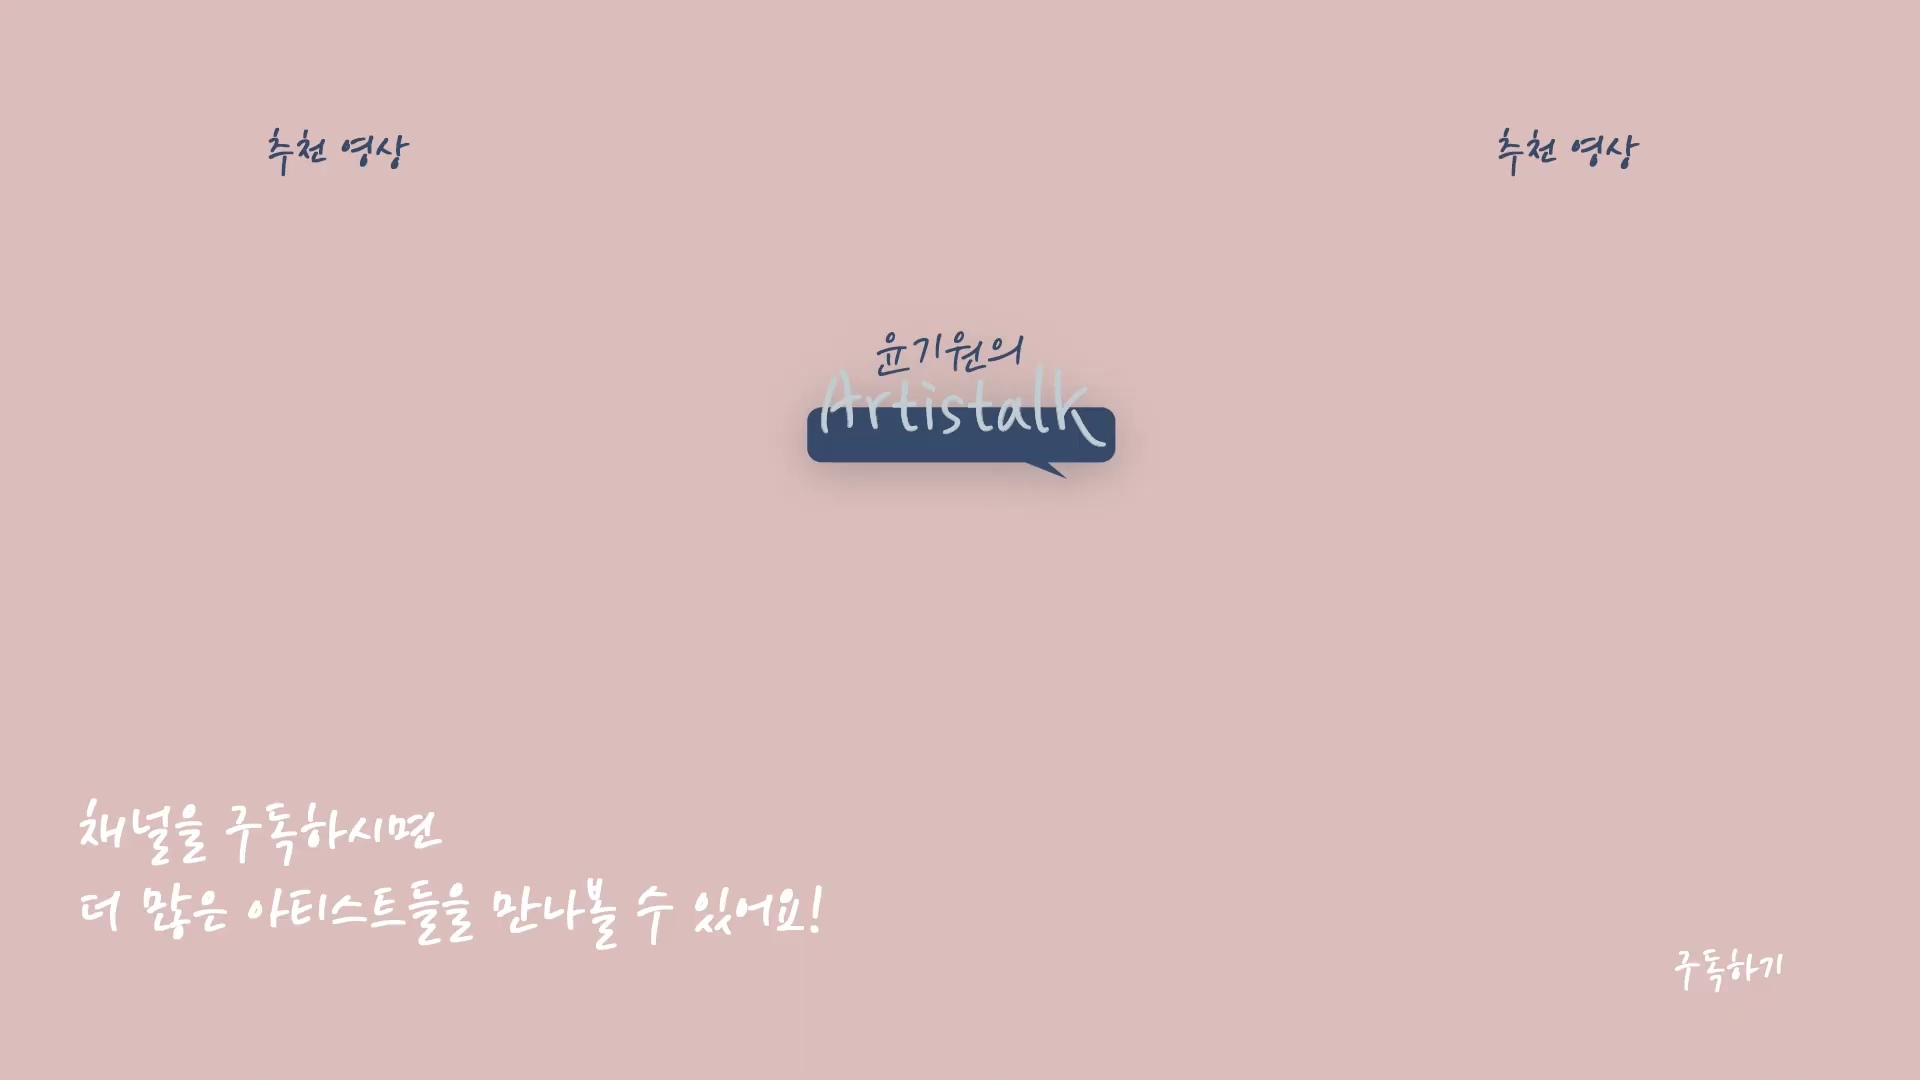 추천 영상
추천 영상
윤기원의
Artistalk
채널을 구독하시면
더 많은 아티스트들을 만나볼 수 있어요!
구독하기